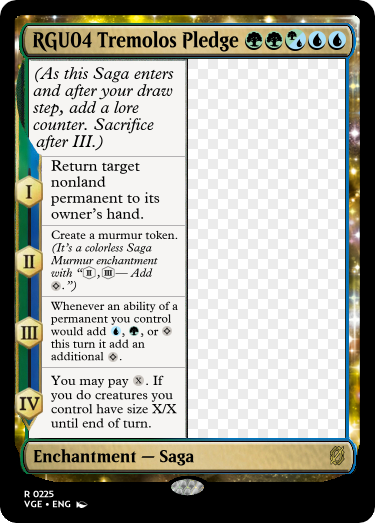 RGU04 Tremolos Pledge
(As this Saga enters
and after your draw
step, add a lore
counter. Sacrifice
after III.)
I
Return target
nonland
permanent to its
owner's hand.
II
Create a murmur token.
(It's a colorless Saga
Murmur enchantment
with "II, III— Add
.")
III
Whenever an ability of a
permanent you control
would add , , or
this turn it add an
additional .
IV
You may pay X. If
you do creatures you
control have size X/X
until end of turn.
Enchantment — Saga
R 0225
VGE • ENG